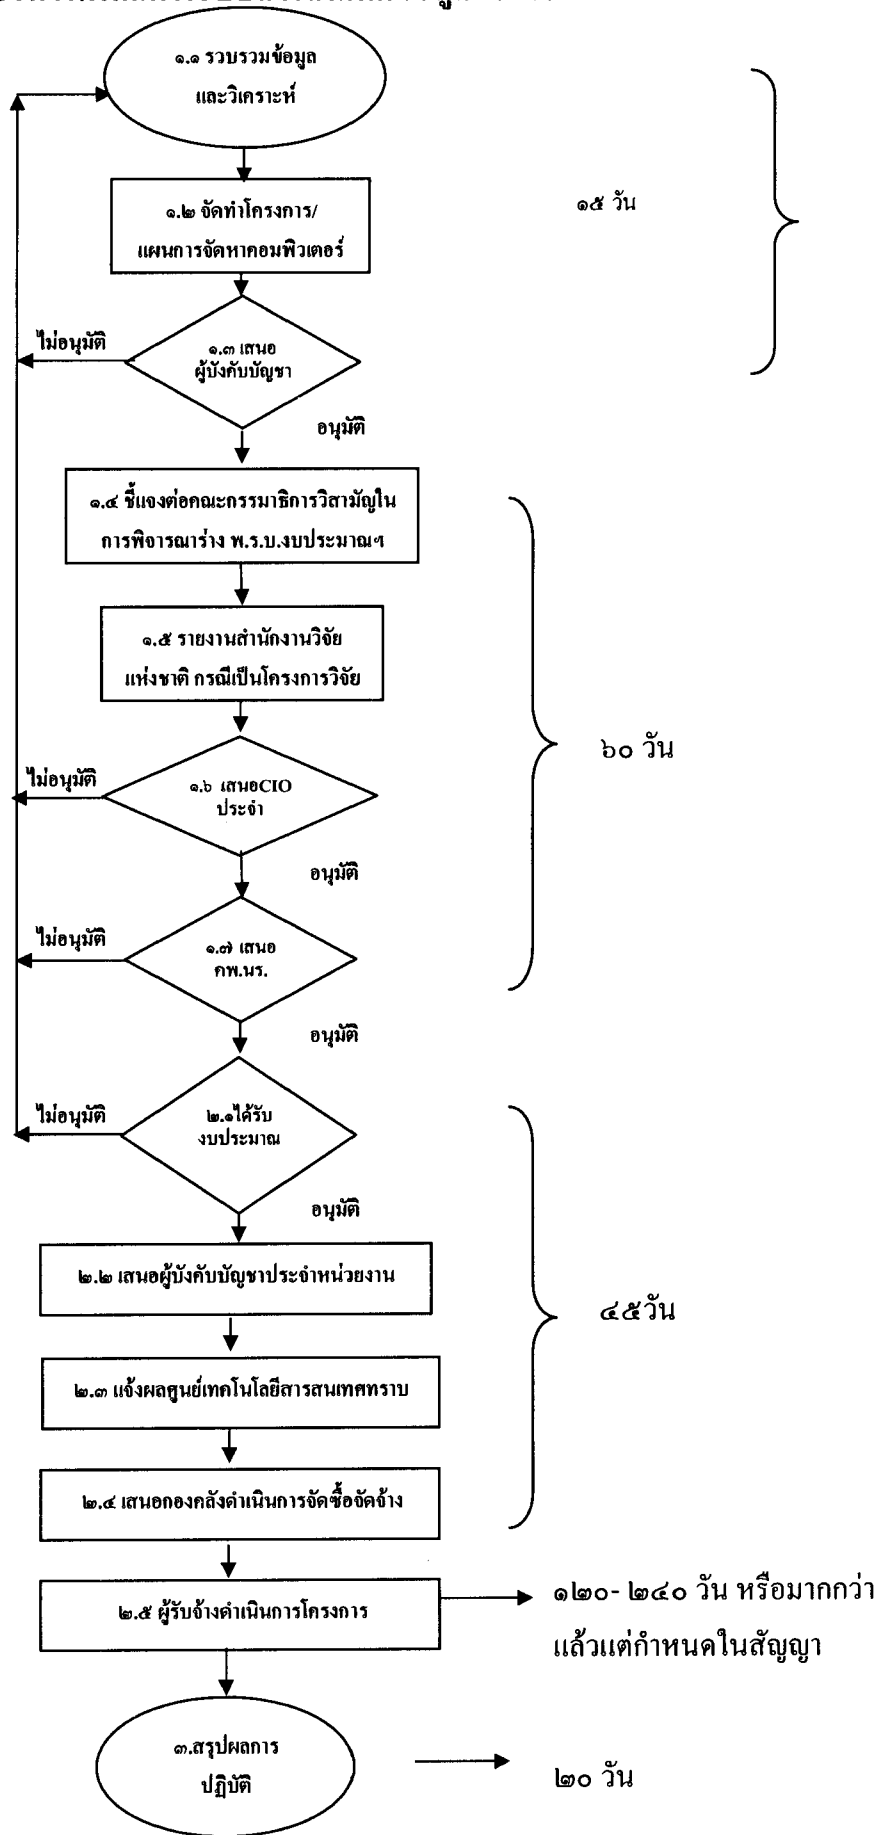 ๑.๑ รวบรวมข้อมูล
และวิเคราะห์
๑.๒ จัดทำโครงการ/
แผนการจัดหาคอมพิวเตอร์
๑๕ วัน
ไม่อนุมัติ
๑.๓ เสนอ
ผู้บังคับบัญชา
อนุมัติ
๑.๔ ชี้แจงต่อคณะกรรมาธิการวิสามัญใน
การพิจารณาร่าง พ.ร.บ.งบประมาณฯ
๑.๕ รายงานสำนักงานวิจัย
แห่งชาติ กรณีเป็นโครงการวิจัย
๖๐ วัน
ไม่อนุมัติ
๑.๖ เสนอCIO
ประจำ
อนุมัติ
ไม่อนุมัติ
๑.๗ เสนอ
คพ.นร.
อนุมัติ
ไม่อนุมัติ
๒.๑ได้รับ
งบประมาณ
อนุมัติ
๒.๒ เสนอผู้บังคับบัญชาประจำหน่วยงาน
๔๕วัน
๒.๓ แจ้งผลศูนย์เทคโนโลยีสารสนเทศทราบ
๒.๔ เสนอกองคลังดำเนินการจัดซื้อจัดจ้าง
๒.๕ ผู้รับจ้างดำเนินการโครงการ
๑๒๐- ๒๔๐ วัน หรือมากกว่า
แล้วแต่กำหนดในสัญญา
๓.สรุปผลการ
ปฏิบัติ
๒๐ วัน